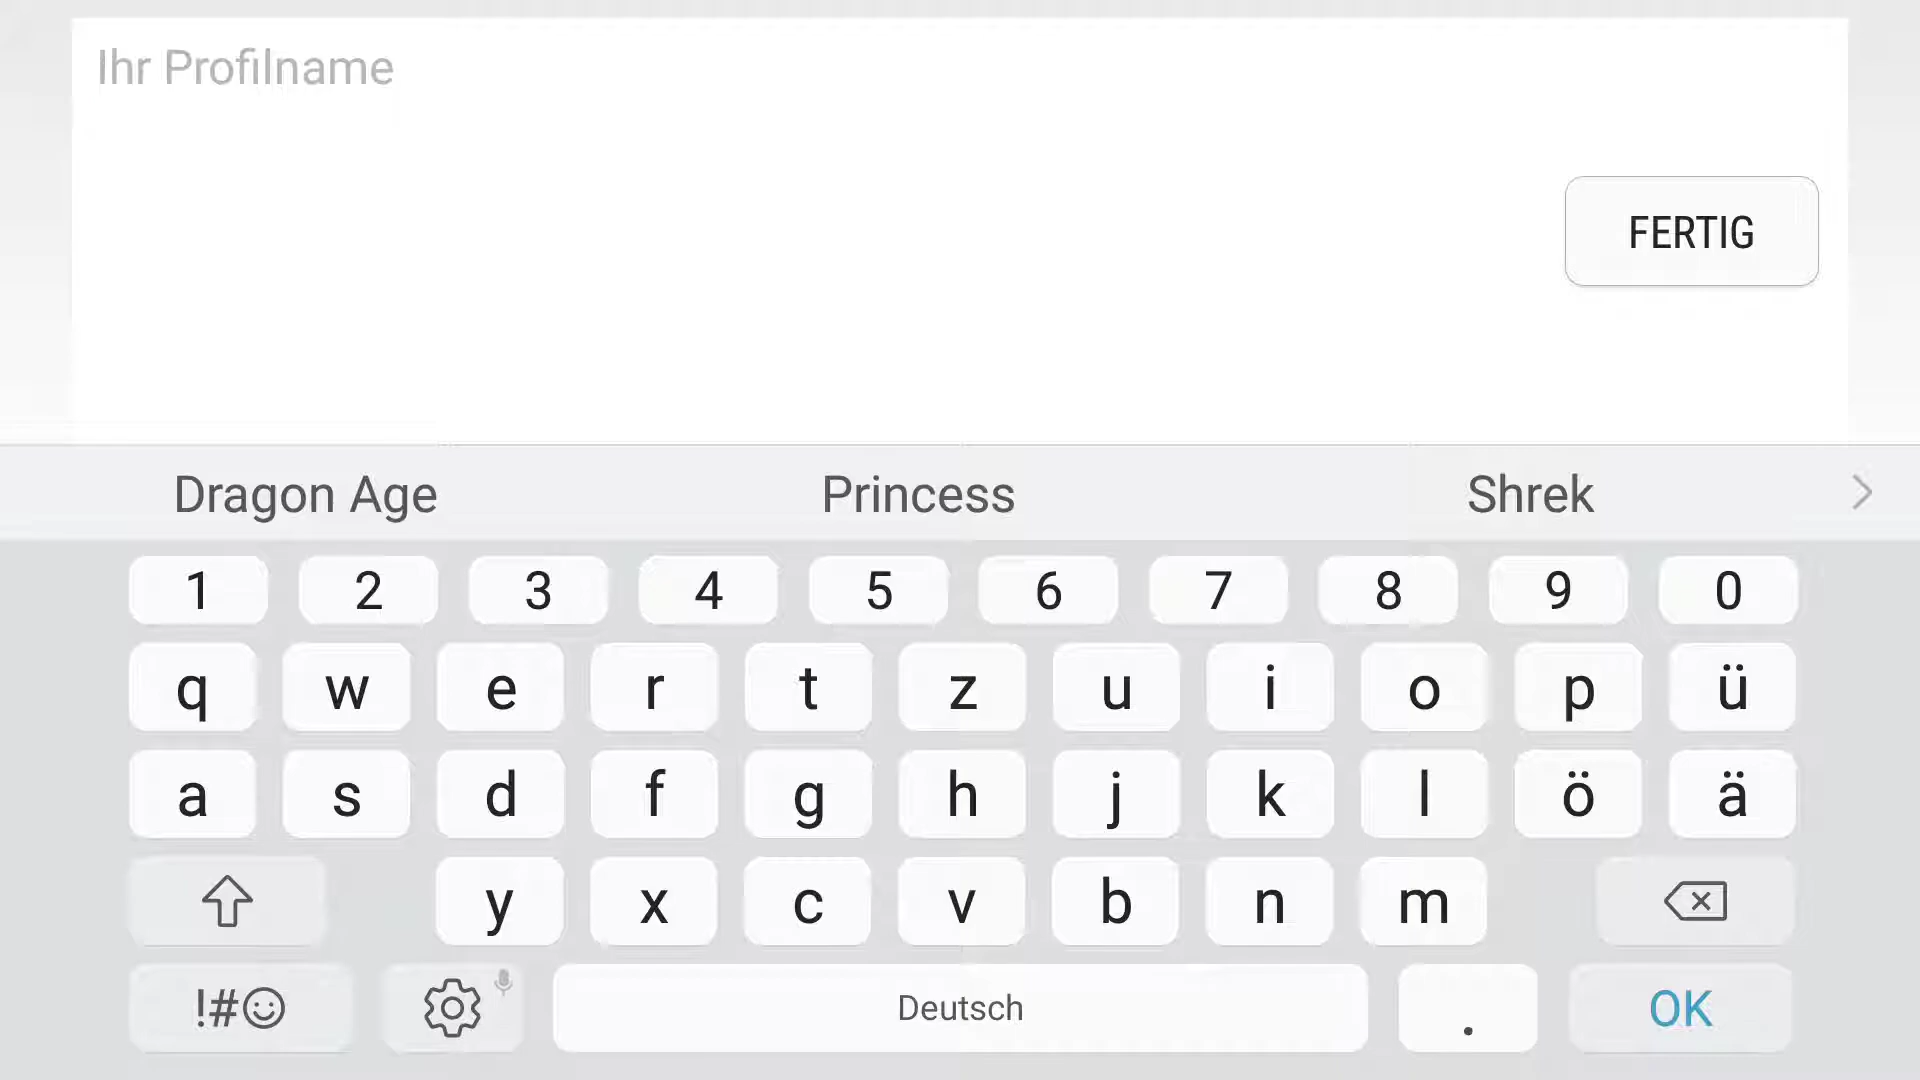 Ihr Profilname
FERTIG
Dragon Age Princess Shrek
1 2 3 4 5 6 7 8 9 0
q w e r t z u i o p ü
a s d f g h j k l ö ä
y x c v b n m
!#☺ Deutsch . OK